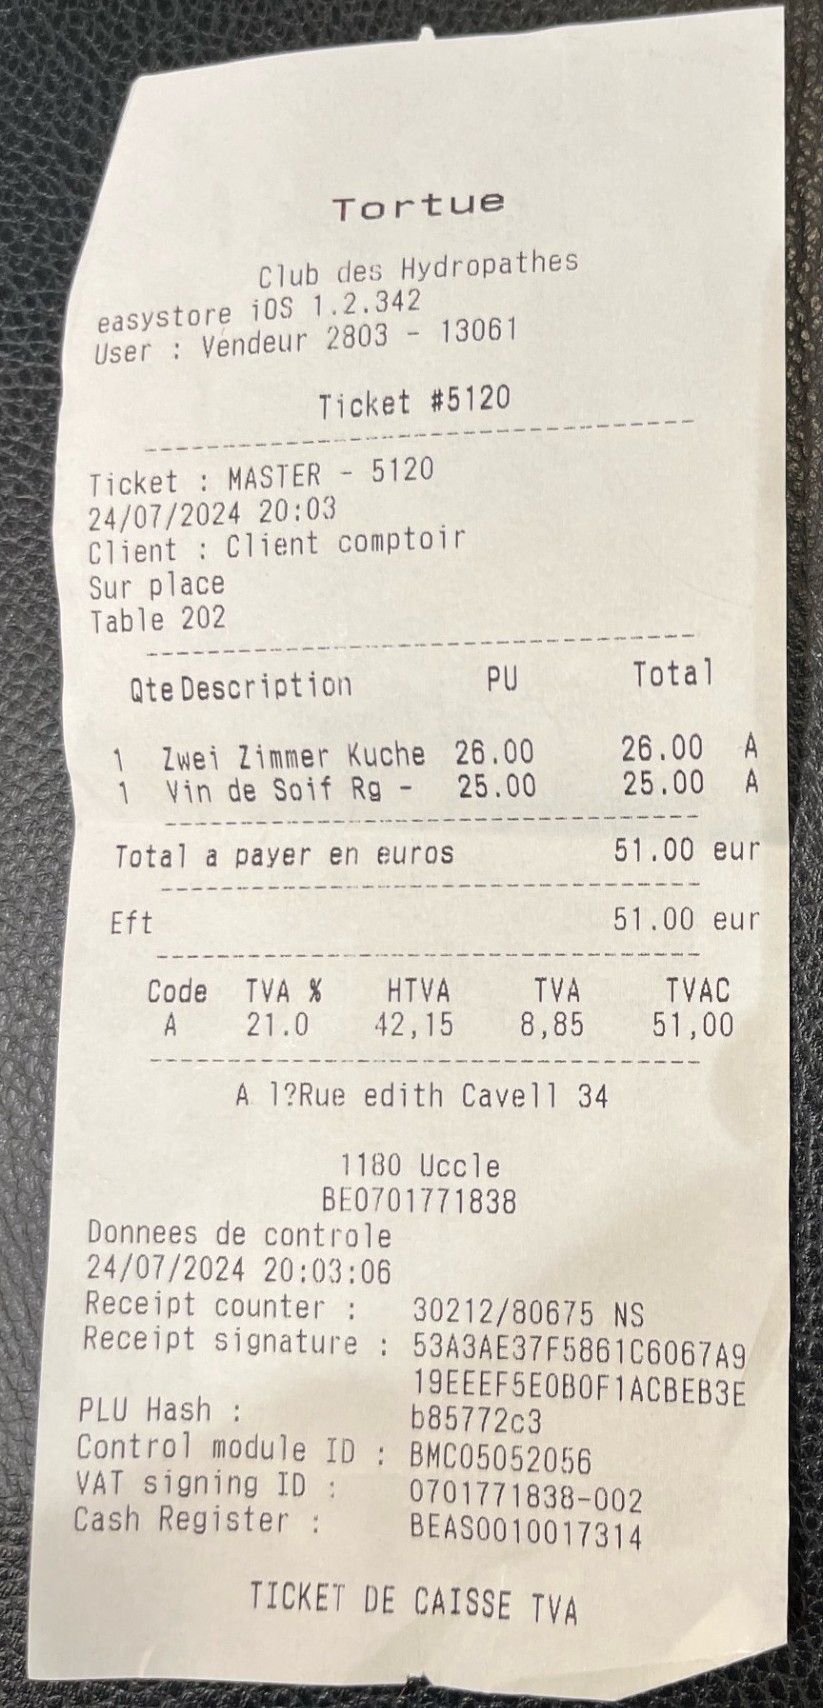 Tortue
Club des Hydropathes
easystore iOS 1.2.342
User : Vendeur 2803 - 13061
Ticket #5120
Ticket : MASTER - 5120
24/07/2024 20:03
Client : Client comptoir
Sur place
Table 202
Qte Description PU Total
1 Zwei Zimmer Kuche 26.00 26.00 A
1 Vin de Soif Rg - 25.00 25.00 A
Total a payer en euros 51.00 eur
Eft 51.00 eur
Code TVA % HTVA TVA TVAC
A 21.0 42,15 8,85 51,00
A l?Rue edith Cavell 34
1180 Uccle
BE0701771838
Donnees de controle
24/07/2024 20:03:06
Receipt counter : 30212/80675 NS
Receipt signature : 53A3AE37F5861C6067A9
19EEEF5E0B0F1ACBEB3E
PLU Hash : b85772c3
Control module ID : BMC05052056
VAT signing ID : 0701771838-002
Cash Register : BEAS0010017314
TICKET DE CAISSE TVA